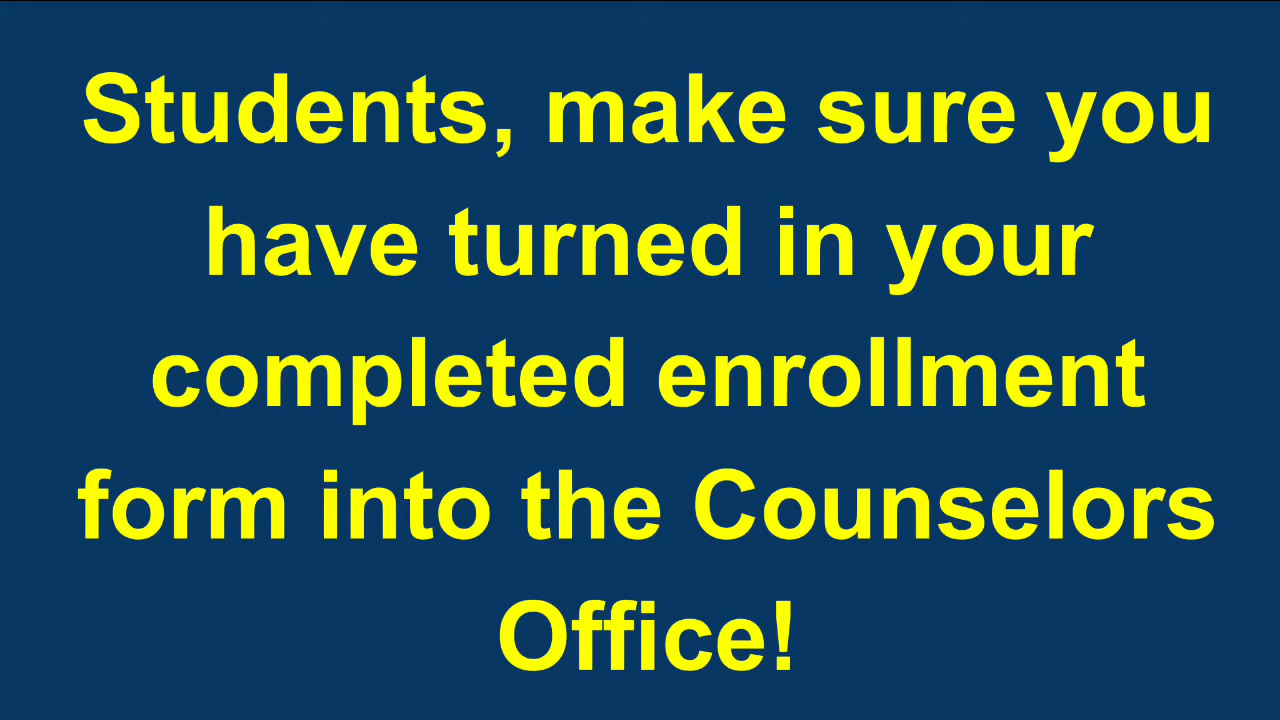 Students, make sure you
have turned in your
completed enrollment
form into the Counselors
Office!